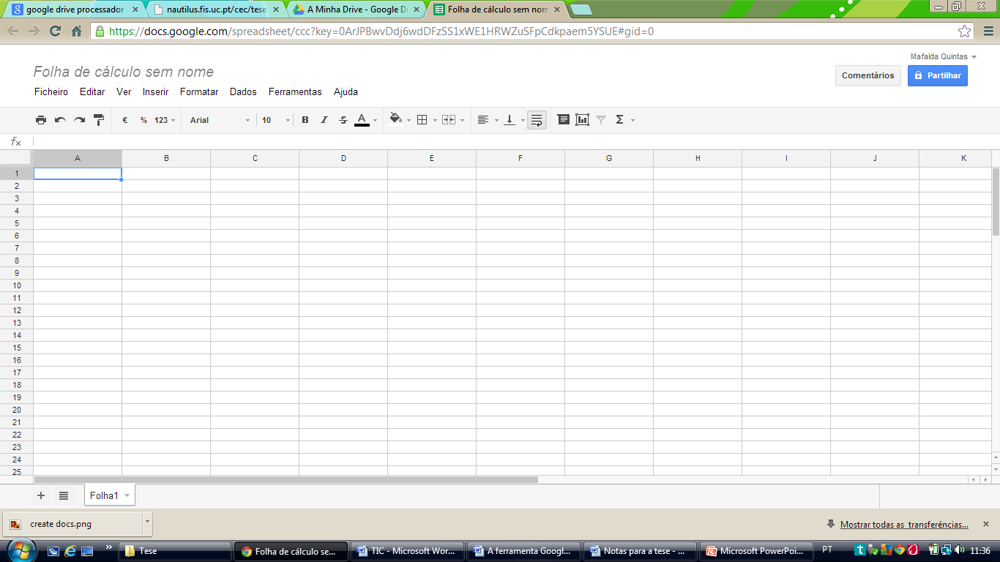 google drive processador
nautilus.fis.uc.pt/cec/tese
A Minha Drive - Google D
Folha de cálculo sem nom
https://docs.google.com/spreadsheet/ccc?key=0ArJPBwvDdj6wdDFzSS1xWE1HRWZuSFpCdkpaem5YSUE#gid=0
Mafalda Quintas
Folha de cálculo sem nome
Comentários
Partilhar
Ficheiro Editar Ver Inserir Formatar Dados Ferramentas Ajuda
€ % 123 Arial 10 B I S A Σ
fx
A B C D E F G H I J K
1
2
3
4
5
6
7
8
9
10
11
12
13
14
15
16
17
18
19
20
21
22
23
24
25
Folha1
create docs.png
Mostrar todas as transferências...
Tese
Folha de cálculo se...
TIC - Microsoft Wor...
A ferramenta Googl...
Notas para a tese - ...
Microsoft PowerPoi...
PT
11:36